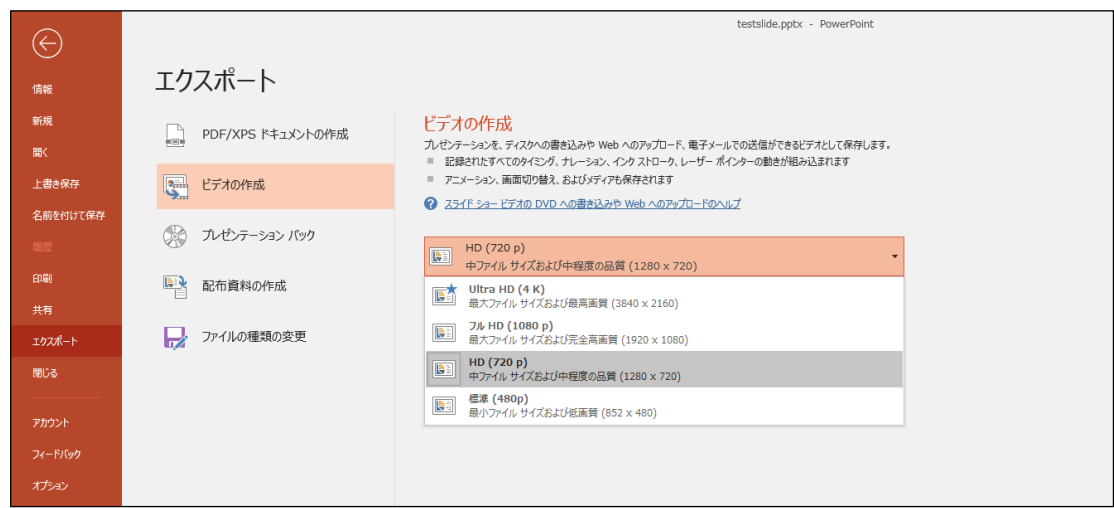 testslide.pptx - PowerPoint
情報
新規
開く
上書き保存
名前を付けて保存
履歴
印刷
共有
エクスポート
閉じる
アカウント
フィードバック
オプション
エクスポート
PDF/XPS ドキュメントの作成
ビデオの作成
プレゼンテーション パック
配布資料の作成
ファイルの種類の変更
ビデオの作成
プレゼンテーションを、ディスクへの書き込みや Web へのアップロード、電子メールでの送信ができるビデオとして保存します。
記録されたすべてのタイミング、ナレーション、インク ストローク、レーザー ポインターの動きが組み込まれます
アニメーション、画面切り替え、およびメディアも保存されます
スライド ショー ビデオの DVD への書き込みや Web へのアップロードのヘルプ
HD (720 p)
中ファイル サイズおよび中程度の品質 (1280 x 720)
Ultra HD (4 K)
最大ファイル サイズおよび最高画質 (3840 x 2160)
フル HD (1080 p)
最大ファイル サイズおよび完全高画質 (1920 x 1080)
HD (720 p)
中ファイル サイズおよび中程度の品質 (1280 x 720)
標準 (480p)
最小ファイル サイズおよび低画質 (852 x 480)